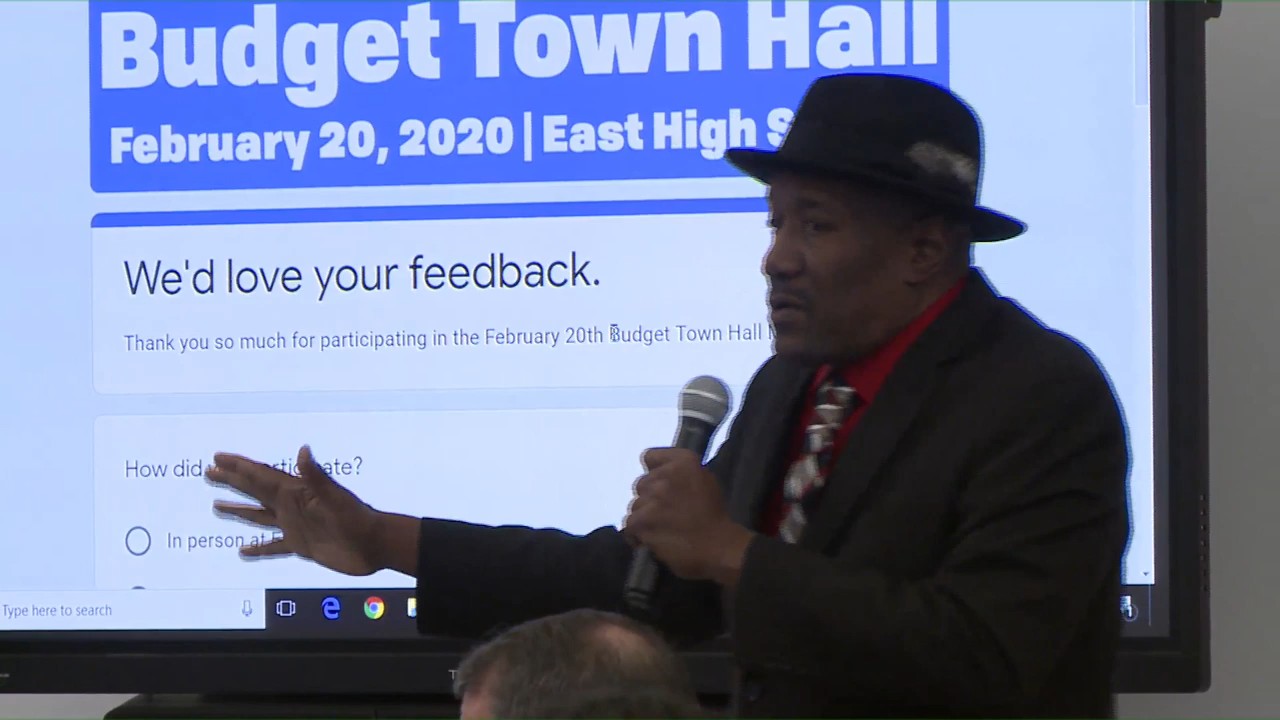 Budget Town Hall
February 20, 2020 | East High
We'd love your feedback.
Thank you so much for participating in the February 20th Budget Town Hall
How did
In person at
Type here to search